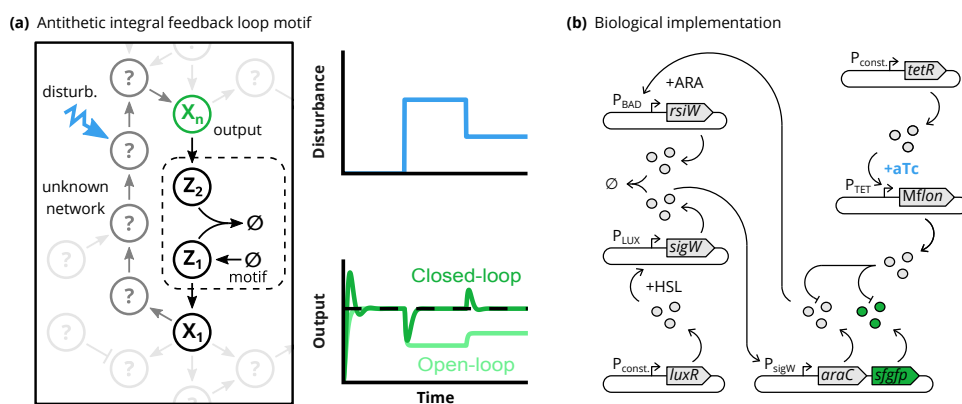 (a) Antithetic integral feedback loop motif
?
?
?
disturb.
Xn
output
?
unknown
network
Z2
Ø
?
?
Z1
Ø
motif
?
?
X1
?
?
?
Disturbance
Closed-loop
Open-loop
Output
Time
(b) Biological implementation
Pconst.
tetR
+ARA
PBAD
rsiW
Ø
+aTc
PTET
Mflon
PLUX
sigW
+HSL
Pconst.
luxR
PsigW
araC
sfgfp